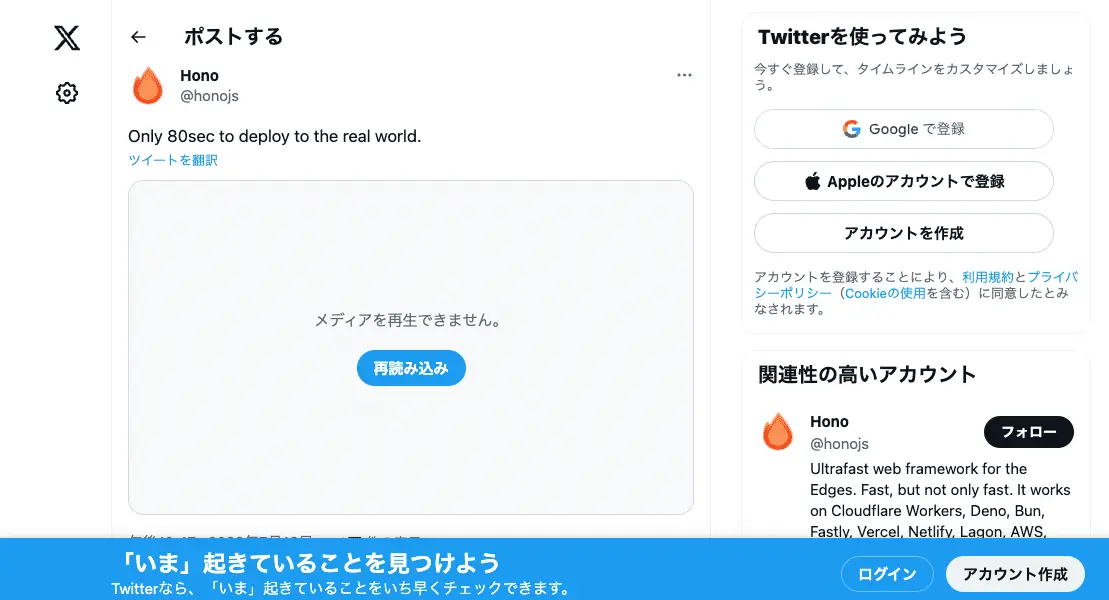 ポストする
Hono
@honojs
Only 80sec to deploy to the real world.
ツイートを翻訳
メディアを再生できません。
再読み込み
Twitterを使ってみよう
今すぐ登録して、タイムラインをカスタマイズしましょ
う。
Google で登録
Appleのアカウントで登録
アカウントを作成
アカウントを登録することにより、利用規約とプライバ
シーポリシー（Cookieの使用を含む）に同意したとみ
なされます。
関連性の高いアカウント
Hono
@honojs
フォロー
Ultrafast web framework for the
Edges. Fast, but not only fast. It works
on Cloudflare Workers, Deno, Bun,
Fastly, Vercel, Netlify, Lagon, AWS,
「いま」起きていることを見つけよう
Twitterなら、「いま」起きていることをいち早くチェックできます。
ログイン
アカウント作成